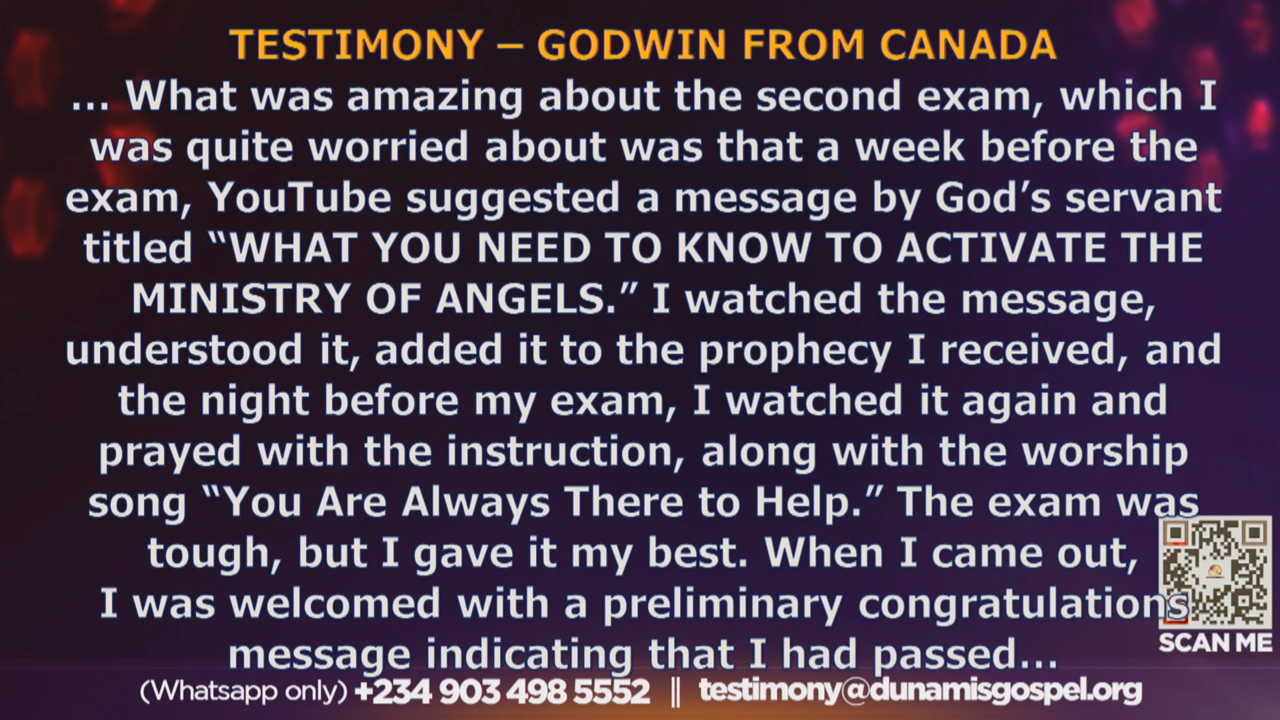 TESTIMONY – GODWIN FROM CANADA
... What was amazing about the second exam, which I
was quite worried about was that a week before the
exam, YouTube suggested a message by God’s servant
titled “WHAT YOU NEED TO KNOW TO ACTIVATE THE
MINISTRY OF ANGELS.” I watched the message,
understood it, added it to the prophecy I received, and
the night before my exam, I watched it again and
prayed with the instruction, along with the worship
song “You Are Always There to Help.” The exam was
tough, but I gave it my best. When I came out,
I was welcomed with a preliminary congratulations
message indicating that I had passed...
SCAN ME
(Whatsapp only) +234 903 498 5552 || testimony@dunamisgospel.org